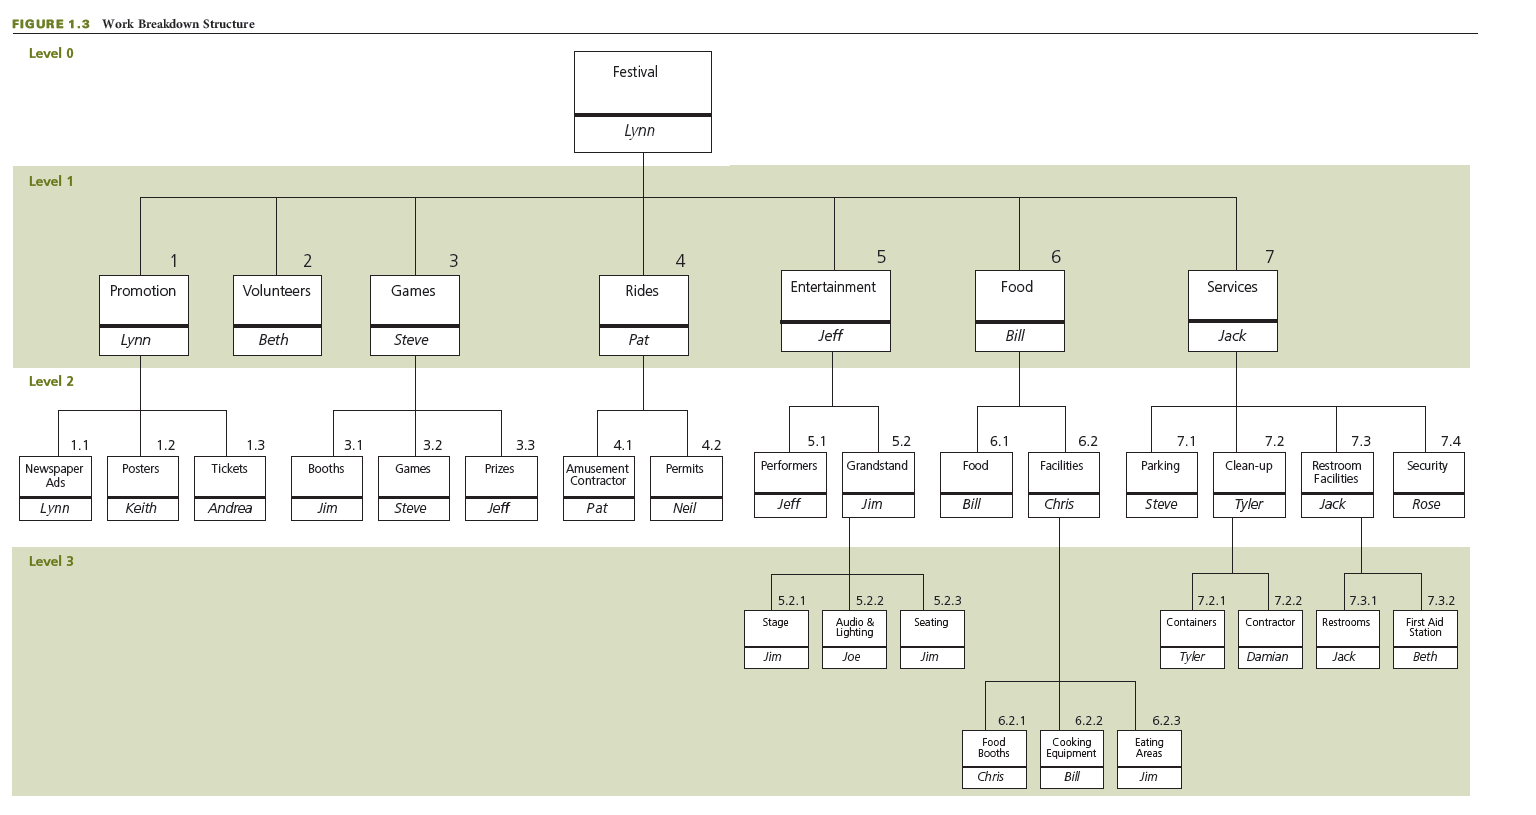 FIGURE 1.3 Work Breakdown Structure
Level 0
Festival
Lynn
Level 1
1
2
3
4
5
6
7
Promotion
Lynn
Volunteers
Beth
Games
Steve
Rides
Pat
Entertainment
Jeff
Food
Bill
Services
Jack
Level 2
1.1
Newspaper
Ads
Lynn
1.2
Posters
Keith
1.3
Tickets
Andrea
3.1
Booths
Jim
3.2
Games
Steve
3.3
Prizes
Jeff
4.1
Amusement
Contractor
Pat
4.2
Permits
Neil
5.1
Performers
Jeff
5.2
Grandstand
Jim
6.1
Food
Bill
6.2
Facilities
Chris
7.1
Parking
Steve
7.2
Clean-up
Tyler
7.3
Restroom
Facilities
Jack
7.4
Security
Rose
Level 3
5.2.1
Stage
Jim
5.2.2
Audio &
Lighting
Joe
5.2.3
Seating
Jim
7.2.1
Containers
Tyler
7.2.2
Contractor
Damian
7.3.1
Restrooms
Jack
7.3.2
First Aid
Station
Beth
6.2.1
Food
Booths
Chris
6.2.2
Cooking
Equipment
Bill
6.2.3
Eating
Areas
Jim